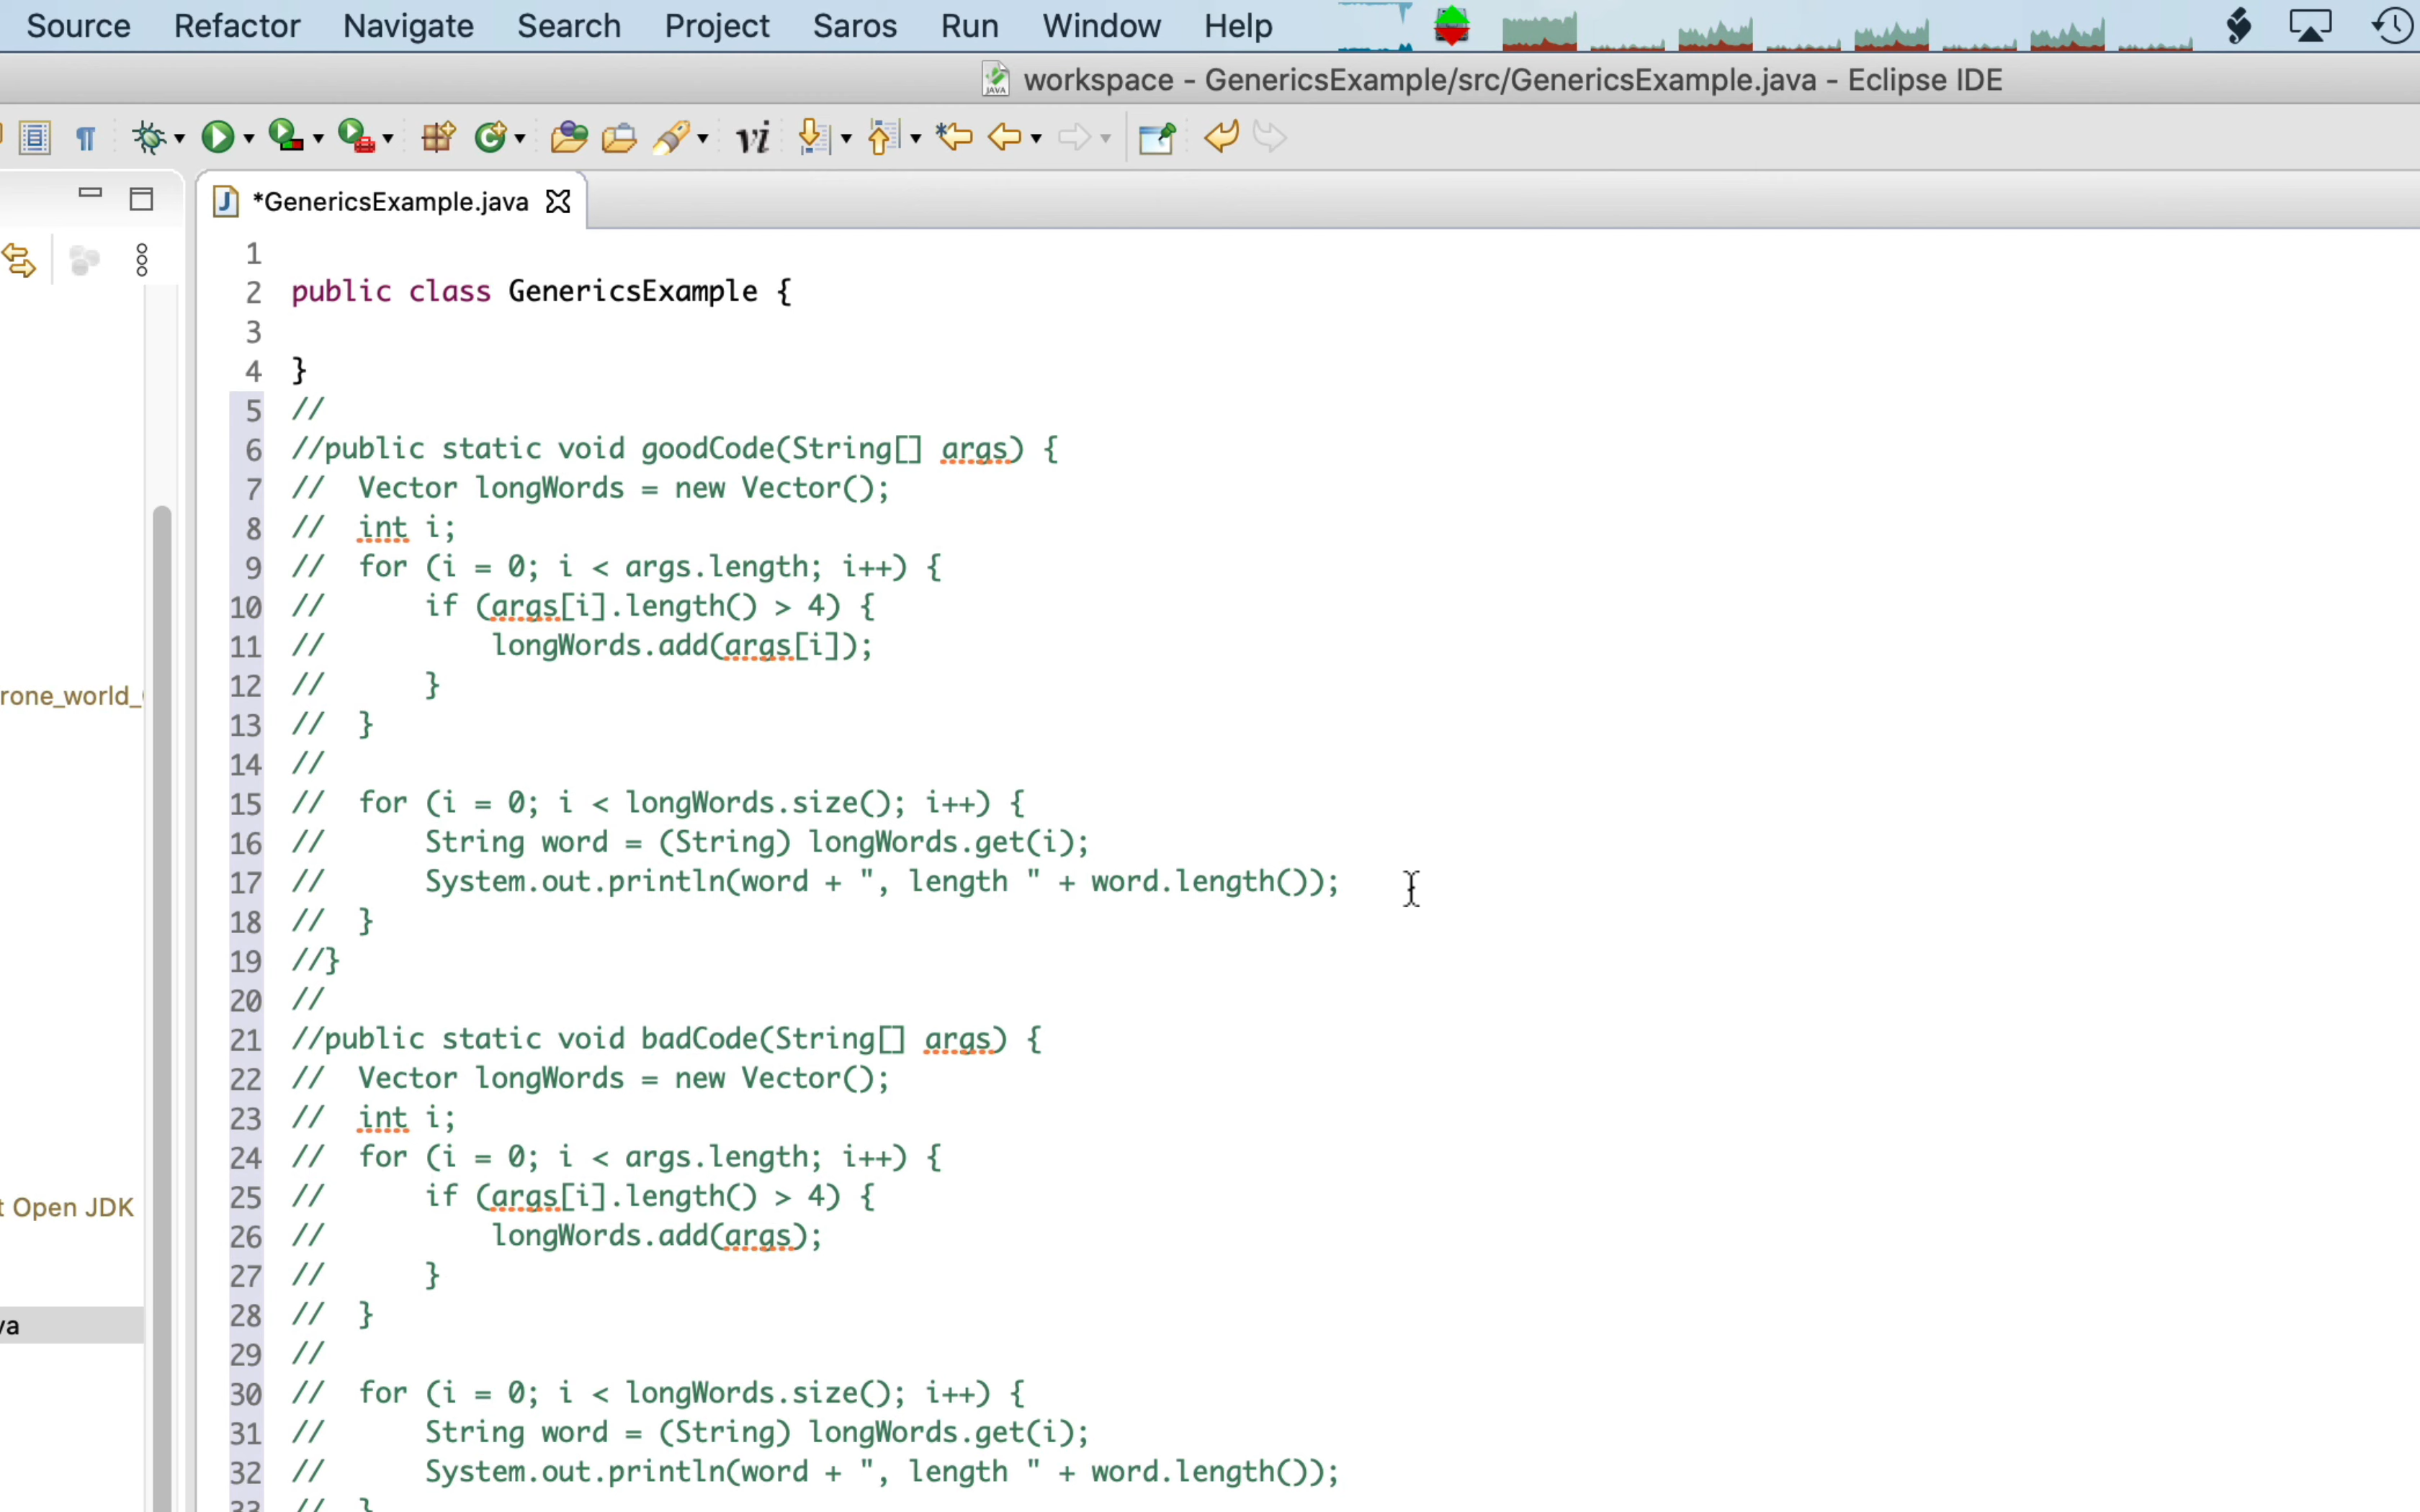 Source Refactor Navigate Search Project Saros Run Window Help
workspace - GenericsExample/src/GenericsExample.java - Eclipse IDE
vi
*GenericsExample.java
1
2 public class GenericsExample {
3
4 }
5 //
6 //public static void goodCode(String[] args) {
7 //  Vector longWords = new Vector();
8 //  int i;
9 //  for (i = 0; i < args.length; i++) {
10 //      if (args[i].length() > 4) {
11 //          longWords.add(args[i]);
12 //      }
13 //  }
14 //
15 //  for (i = 0; i < longWords.size(); i++) {
16 //      String word = (String) longWords.get(i);
17 //      System.out.println(word + ", length " + word.length());
18 //  }
19 //}
20 //
21 //public static void badCode(String[] args) {
22 //  Vector longWords = new Vector();
23 //  int i;
24 //  for (i = 0; i < args.length; i++) {
25 //      if (args[i].length() > 4) {
26 //          longWords.add(args);
27 //      }
28 //  }
29 //
30 //  for (i = 0; i < longWords.size(); i++) {
31 //      String word = (String) longWords.get(i);
32 //      System.out.println(word + ", length " + word.length());
33 //  }
rone_world_
t Open JDK
va